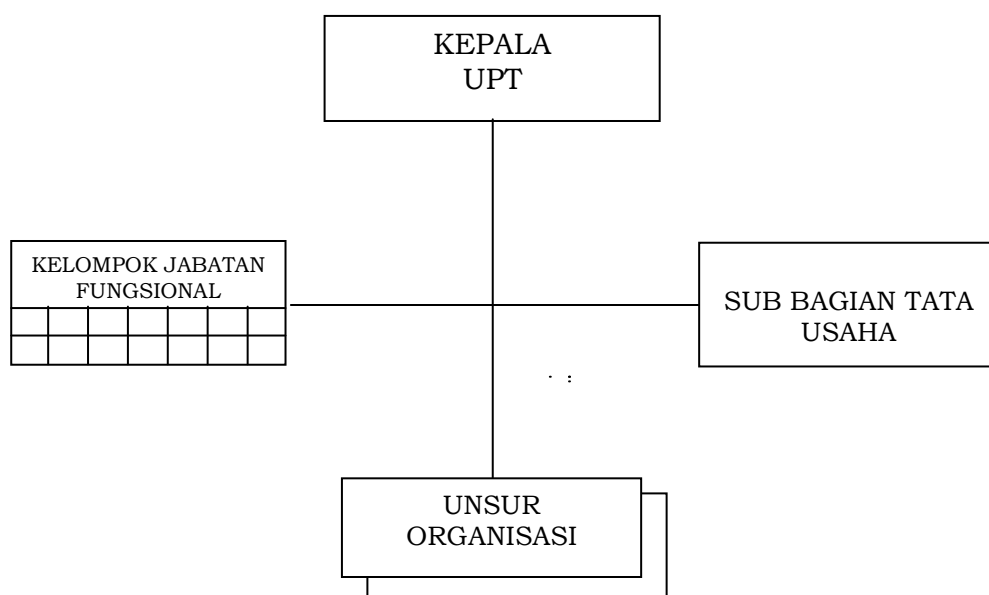 KEPALA
UPT
KELOMPOK JABATAN
FUNGSIONAL
SUB BAGIAN TATA
USAHA
UNSUR
ORGANISASI